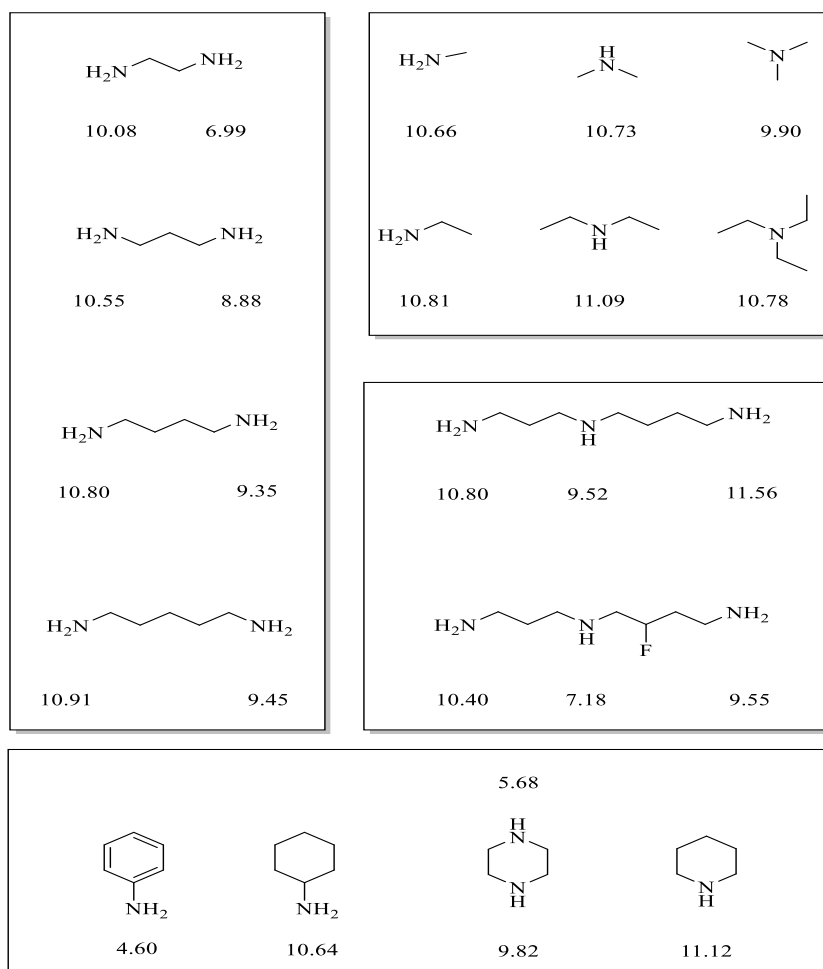 H₂N NH₂
10.08 6.99
H₂N NH₂
10.55 8.88
H₂N NH₂
10.80 9.35
H₂N NH₂
10.91 9.45
H₂N H N N
10.66 10.73 9.90
H₂N N H N
10.81 11.09 10.78
H₂N N H NH₂
10.80 9.52 11.56
H₂N N H F NH₂
10.40 7.18 9.55
5.68
NH₂ NH₂ H N N H N H
4.60 10.64 9.82 11.12